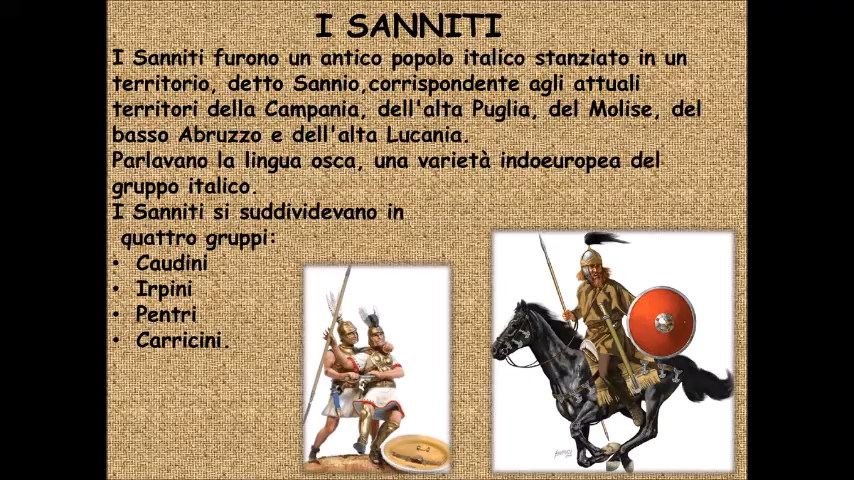 I SANNITI
I Sanniti furono un antico popolo italico stanziato in un
territorio, detto Sannio,corrispondente agli attuali
territori della Campania, dell'alta Puglia, del Molise, del
basso Abruzzo e dell'alta Lucania.
Parlavano la lingua osca, una varietà indoeuropea del
gruppo italico.
I Sanniti si suddividevano in
quattro gruppi:
• Caudini
• Irpini
• Pentri
• Carricini.